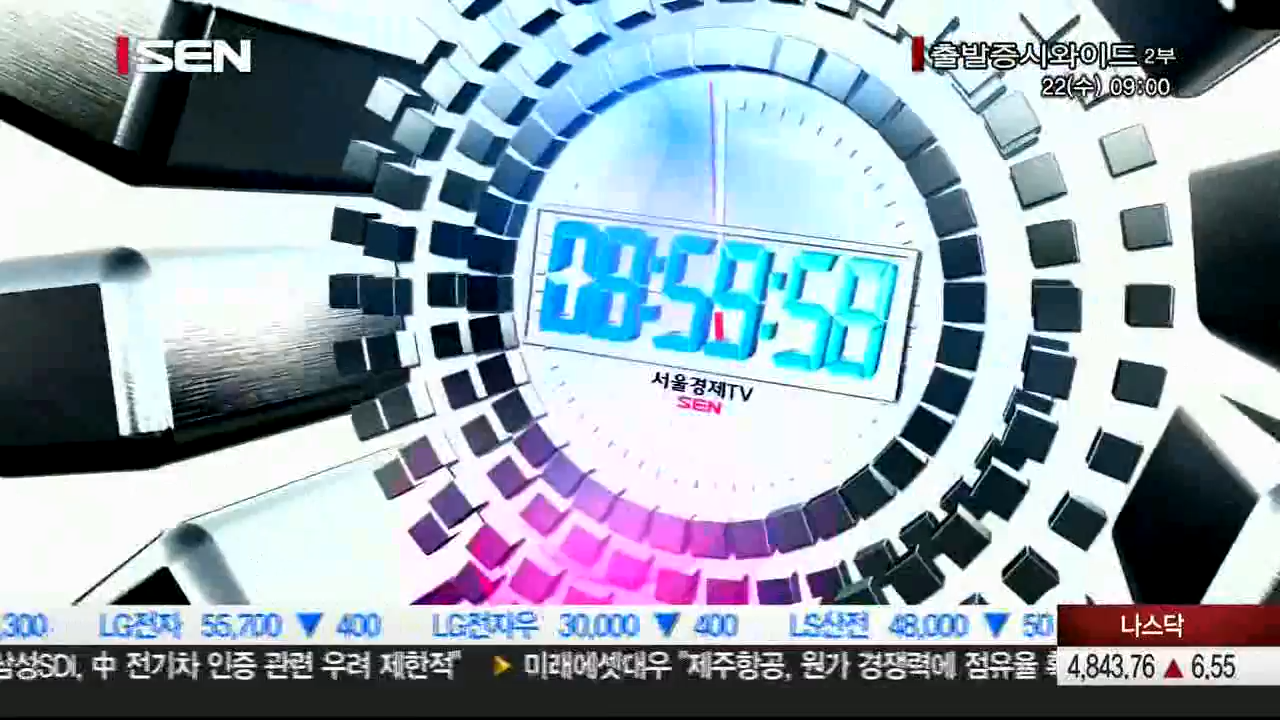 SEN
출발증시와이드 2부
22(수) 09:00
08:59:58
서울경제TV
SEN
,300 LG전자 55,700 ▼ 400 LG전자우 30,000 ▼ 400 LS산전 48,000 ▼ 50
나스닥
삼성SDI, 中 전기차 인증 관련 우려 제한적" ▶ 미래에셋대우 "제주항공, 원가 경쟁력에 점유율
4,843.76 ▲ 6.55